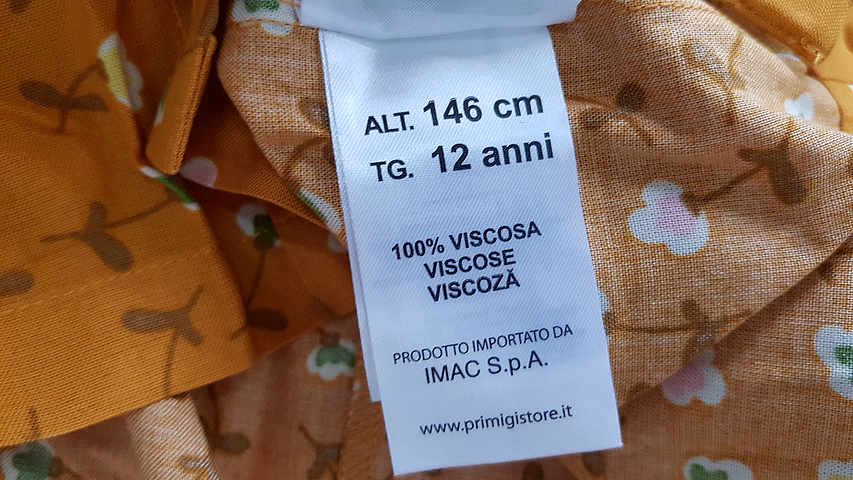 ALT. 146 cm
TG. 12 anni
100% VISCOSA
VISCOSE
VISCOZĂ
PRODOTTO IMPORTATO DA
IMAC S.p.A.
www.primigistore.it